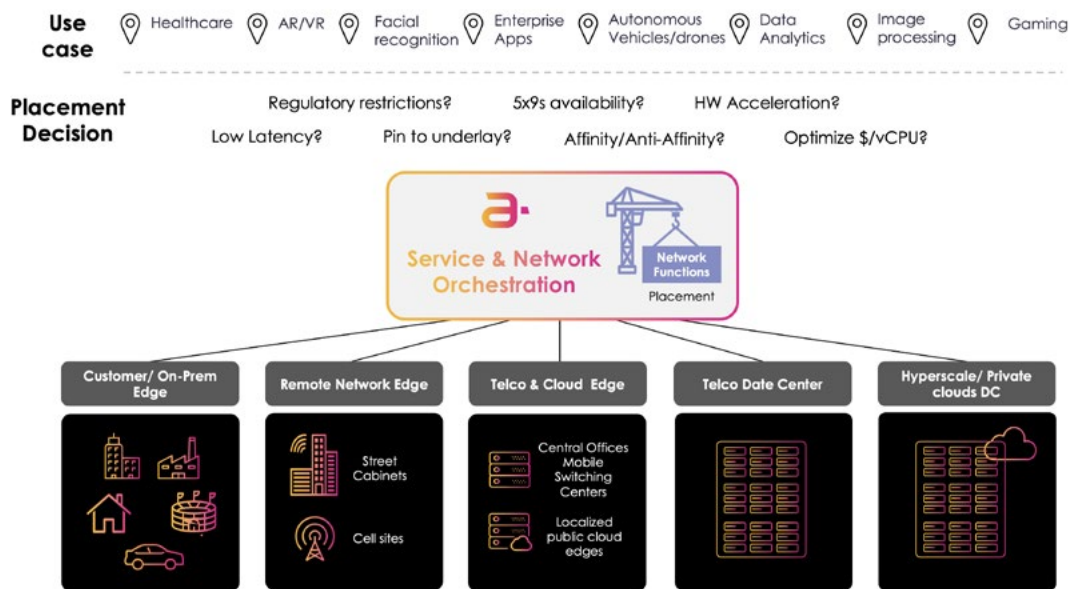 Use case
Healthcare
AR/VR
Facial
recognition
Enterprise
Apps
Autonomous
Vehicles/drones
Data
Analytics
Image
processing
Gaming
Placement
Decision
Regulatory restrictions?
5x9s availability?
HW Acceleration?
Low Latency?
Pin to underlay?
Affinity/Anti-Affinity?
Optimize $/vCPU?
a
Service & Network
Orchestration
Network
Functions
Placement
Customer/ On-Prem
Edge
Remote Network Edge
Telco & Cloud Edge
Telco Date Center
Hyperscale/ Private
clouds DC
Street
Cabinets
Cell sites
Central Offices
Mobile
Switching
Centers
Localized
public cloud
edges